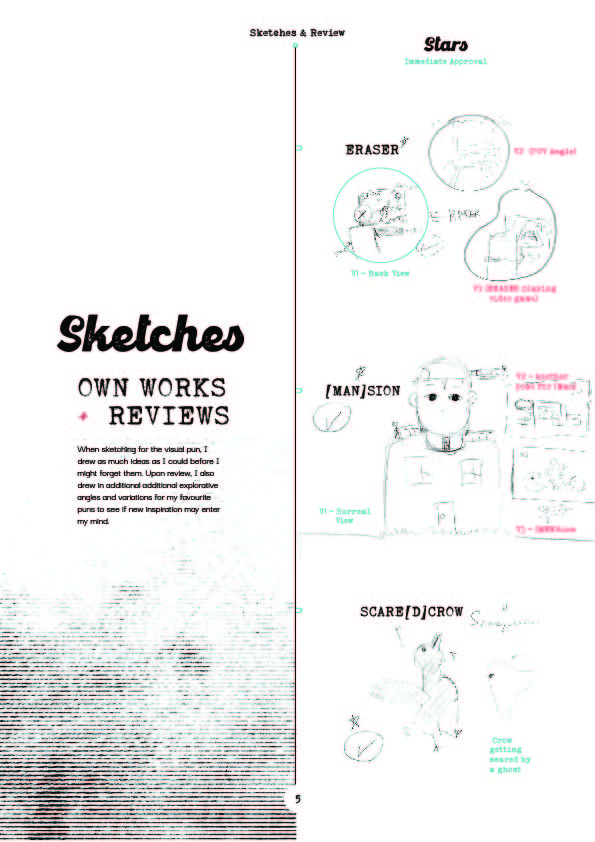 Sketches & Review
Stars
Immediate Approval
ERASER
V2 (POV Angle)
ERASER
V1 - Back View
V3 (ERASER playing
video game)
Sketches
OWN WORKS
+ REVIEWS
When sketching for the visual pun, I
drew as much ideas as I could before I
might forget them. Upon review, I also
drew in additional additional explorative
angles and variations for my favourite
puns to see if new inspiration may enter
my mind.
[MAN]SION
V2 - Another
V1 - Surreal
View
SCARE[D]CROW
Crow
getting
scared by
a ghost
5